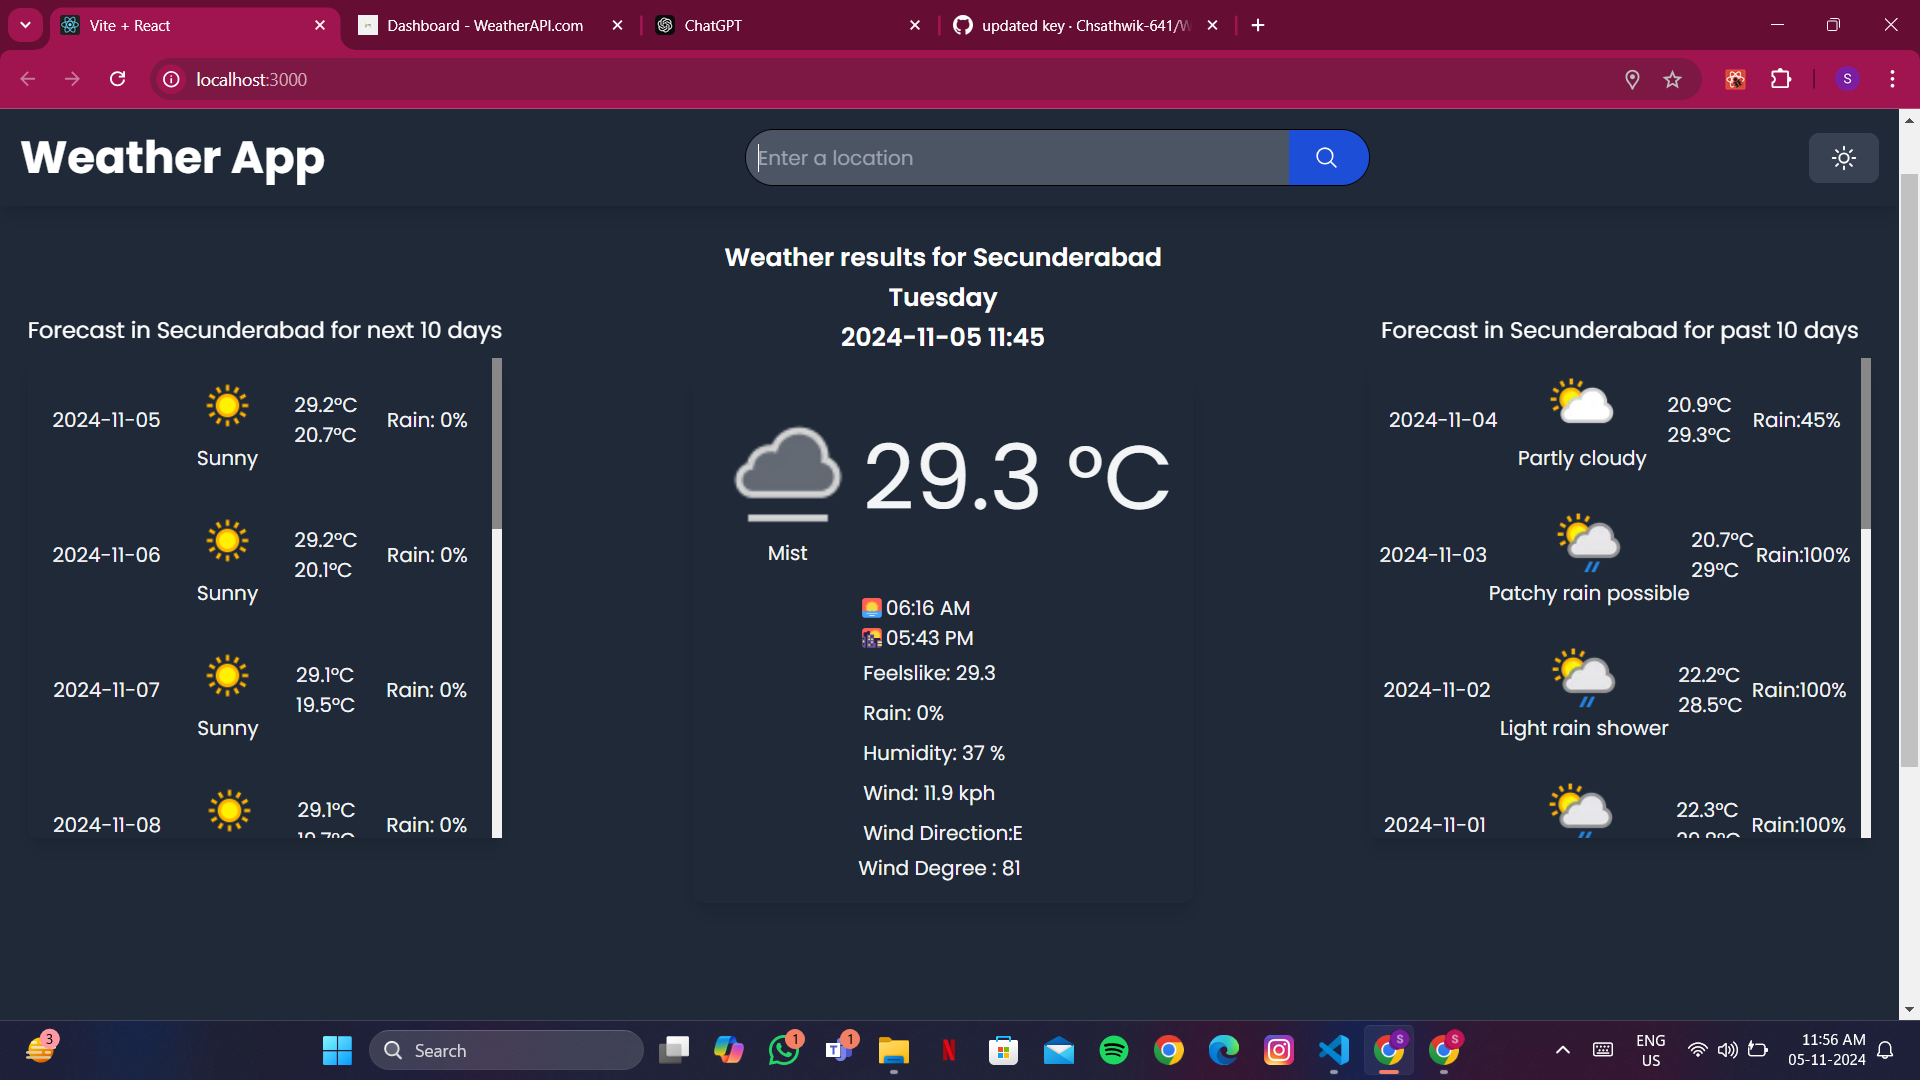 Vite + React
Dashboard - WeatherAPI.com
ChatGPT
updated key · Chsathwik-641/W
localhost:3000
S
Weather App
Enter a location
Weather results for Secunderabad
Tuesday
2024-11-05 11:45
Forecast in Secunderabad for next 10 days
2024-11-05
Sunny
29.2°C
20.7°C
Rain: 0%
2024-11-06
Sunny
29.2°C
20.1°C
Rain: 0%
2024-11-07
Sunny
29.1°C
19.5°C
Rain: 0%
2024-11-08
29.1°C
19.7°C
Rain: 0%
29.3 °C
Mist
06:16 AM
05:43 PM
Feelslike: 29.3
Rain: 0%
Humidity: 37 %
Wind: 11.9 kph
Wind Direction:E
Wind Degree : 81
Forecast in Secunderabad for past 10 days
2024-11-04
Partly cloudy
20.9°C
29.3°C
Rain:45%
2024-11-03
Patchy rain possible
20.7°C
29°C
Rain:100%
2024-11-02
Light rain shower
22.2°C
28.5°C
Rain:100%
2024-11-01
22.3°C
Rain:100%
3
Search
1
1
S
S
ENG
US
11:56 AM
05-11-2024